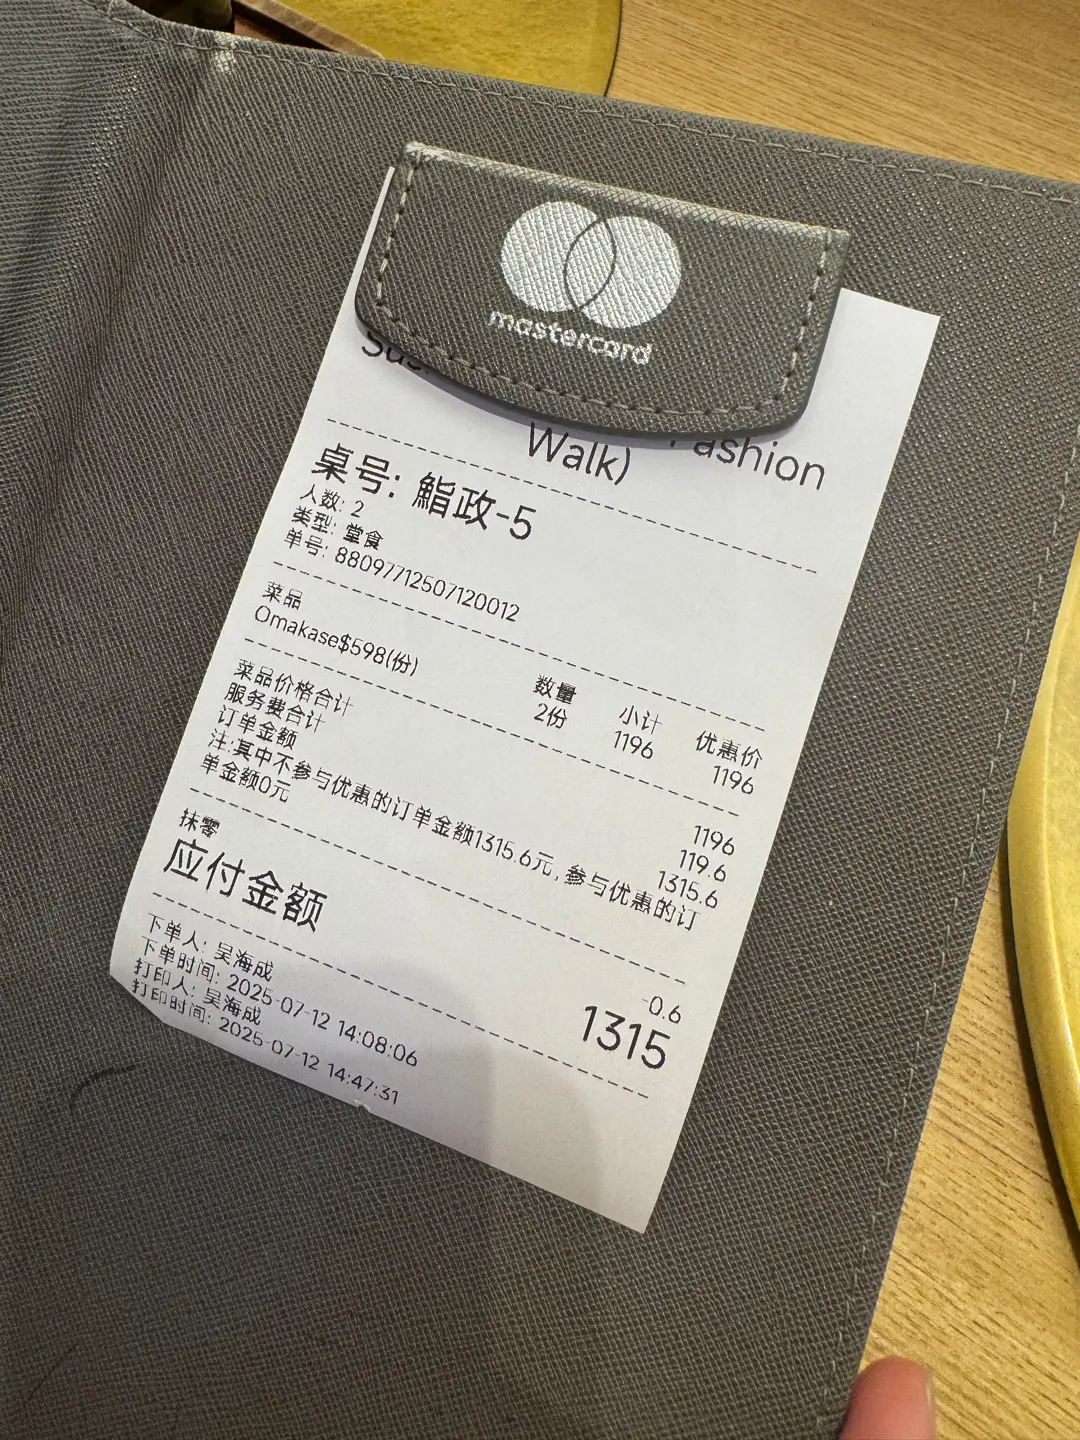 mastercard
Fashion
Walk)
桌号: 鮨政-5
人数: 2
类型: 堂食
单号: 88097712507120012
菜品 数量 小计 优惠价
Omakase$598(份) 2份 1196 1196
菜品价格合计 1196
服务费合计 119.6
订单金额 1315.6
注:其中不参与优惠的订单金额1315.6元, 参与优惠的订
单金额0元
抹零 -0.6
应付金额 1315
下单人: 吴海成
下单时间: 2025-07-12 14:08:06
打印人: 吴海成
打印时间: 2025-07-12 14:47:31